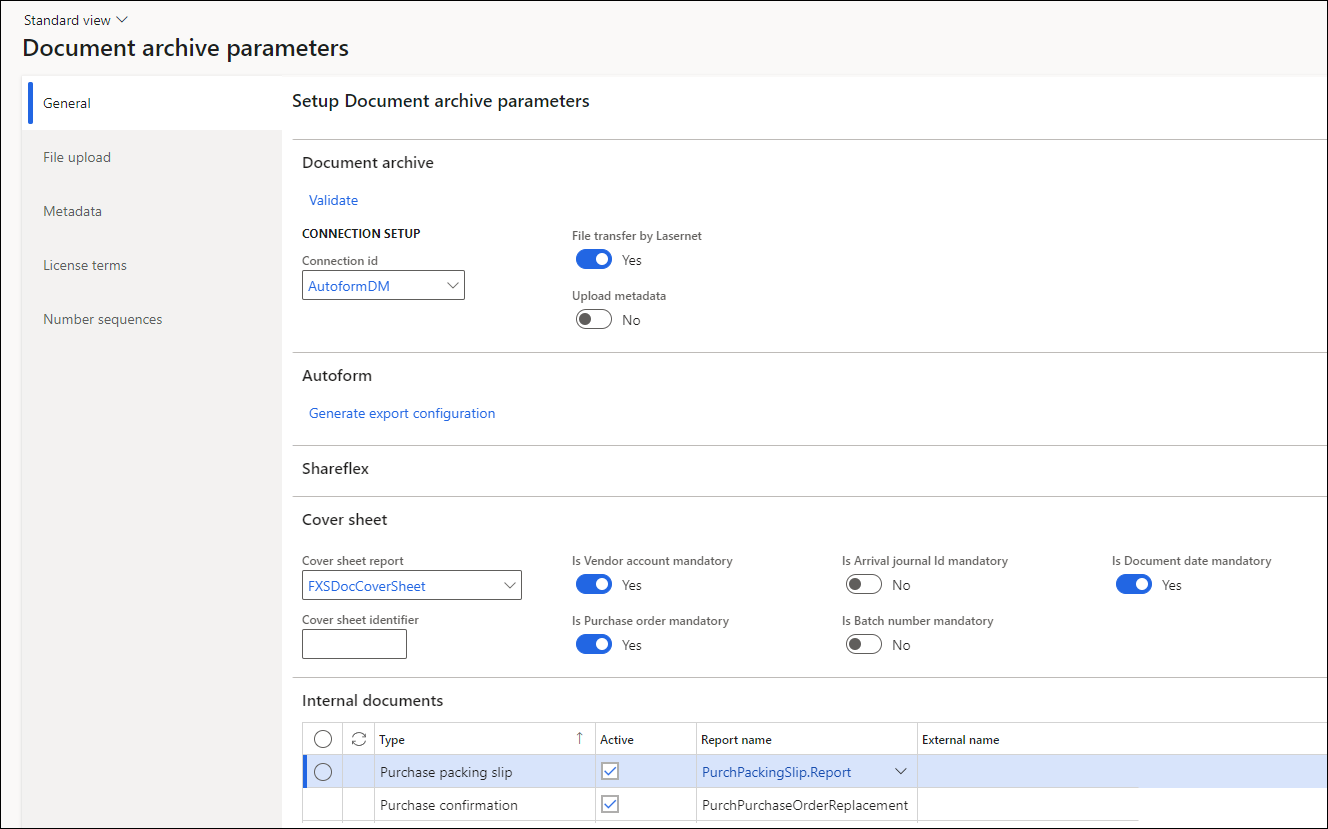 Standard view
Document archive parameters
General
File upload
Metadata
License terms
Number sequences
Setup Document archive parameters
Document archive
Validate
CONNECTION SETUP
Connection id
AutoformDM
File transfer by Lasernet
Yes
Upload metadata
No
Autoform
Generate export configuration
Shareflex
Cover sheet
Cover sheet report
FXSDocCoverSheet
Cover sheet identifier
Is Vendor account mandatory
Yes
Is Purchase order mandatory
Yes
Is Arrival journal Id mandatory
No
Is Batch number mandatory
No
Is Document date mandatory
Yes
Internal documents
Type Active Report name External name
Purchase packing slip PurchPackingSlip.Report
Purchase confirmation PurchPurchaseOrderReplacement